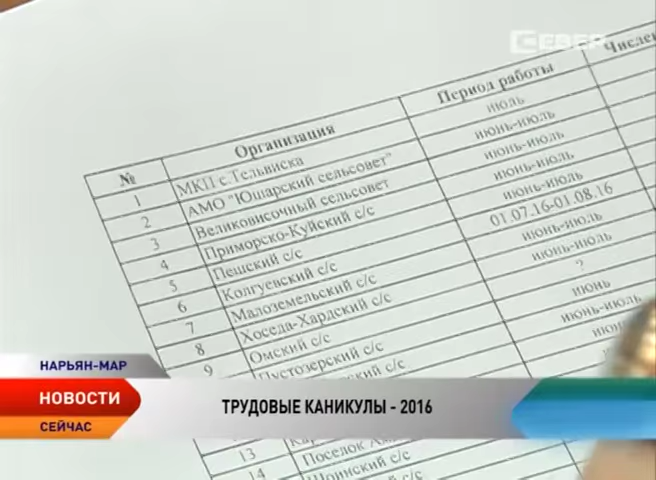 СЕВЕР
№ Организация Период работы Числен
1 МКП с.Тельвиска июль
2 АМО "Юшарский сельсовет" июнь-июль
3 Великовисочный сельсовет июнь-июль
4 Приморско-Куйский с/с июнь-июль
5 Пешский с/с июнь-июль
6 Колгуевский с/с 01.07.16-01.08.16
7 Малоземельский с/с июнь-июль
8 Хоседа-Хардский с/с июнь-июль
9 Омский с/с ?
Пустозерский с/с июнь
с/с июнь-июль
13
14 Поселок
Шоинский с/с
НАРЬЯН-МАР
НОВОСТИ
СЕЙЧАС
ТРУДОВЫЕ КАНИКУЛЫ - 2016